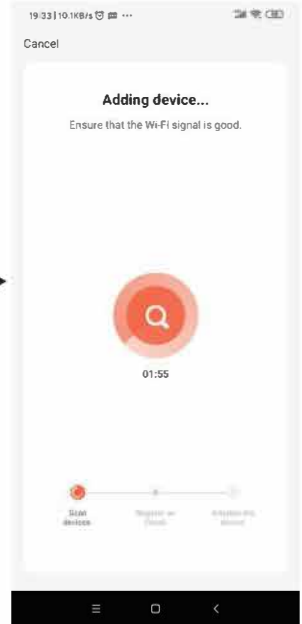 19:33 | 10.1KB/s ...
Cancel
Adding device...
Ensure that the Wi-Fi signal is good.
01:55
Scan
devices